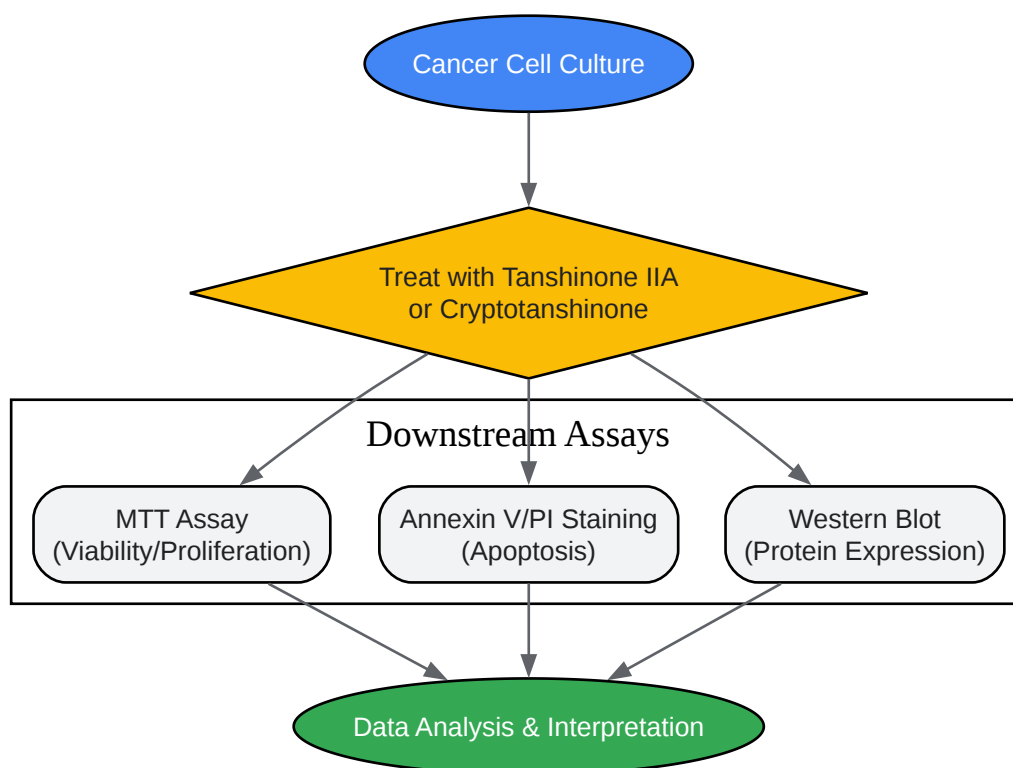 Cancer Cell Culture
Treat with Tanshinone IIA
or Cryptotanshinone
Downstream Assays
MTT Assay
(Viability/Proliferation)
Annexin V/PI Staining
(Apoptosis)
Western Blot
(Protein Expression)
Data Analysis & Interpretation